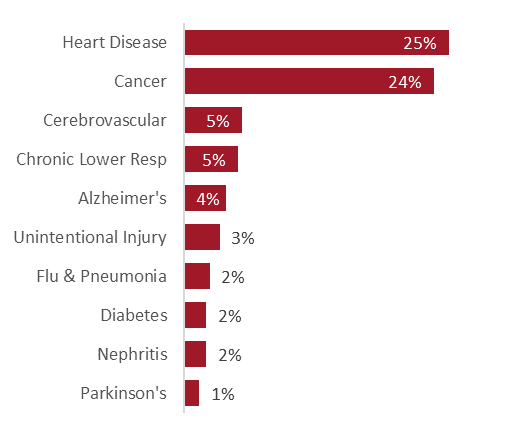 Heart Disease 25%
Cancer 24%
Cerebrovascular 5%
Chronic Lower Resp 5%
Alzheimer's 4%
Unintentional Injury 3%
Flu & Pneumonia 2%
Diabetes 2%
Nephritis 2%
Parkinson's 1%